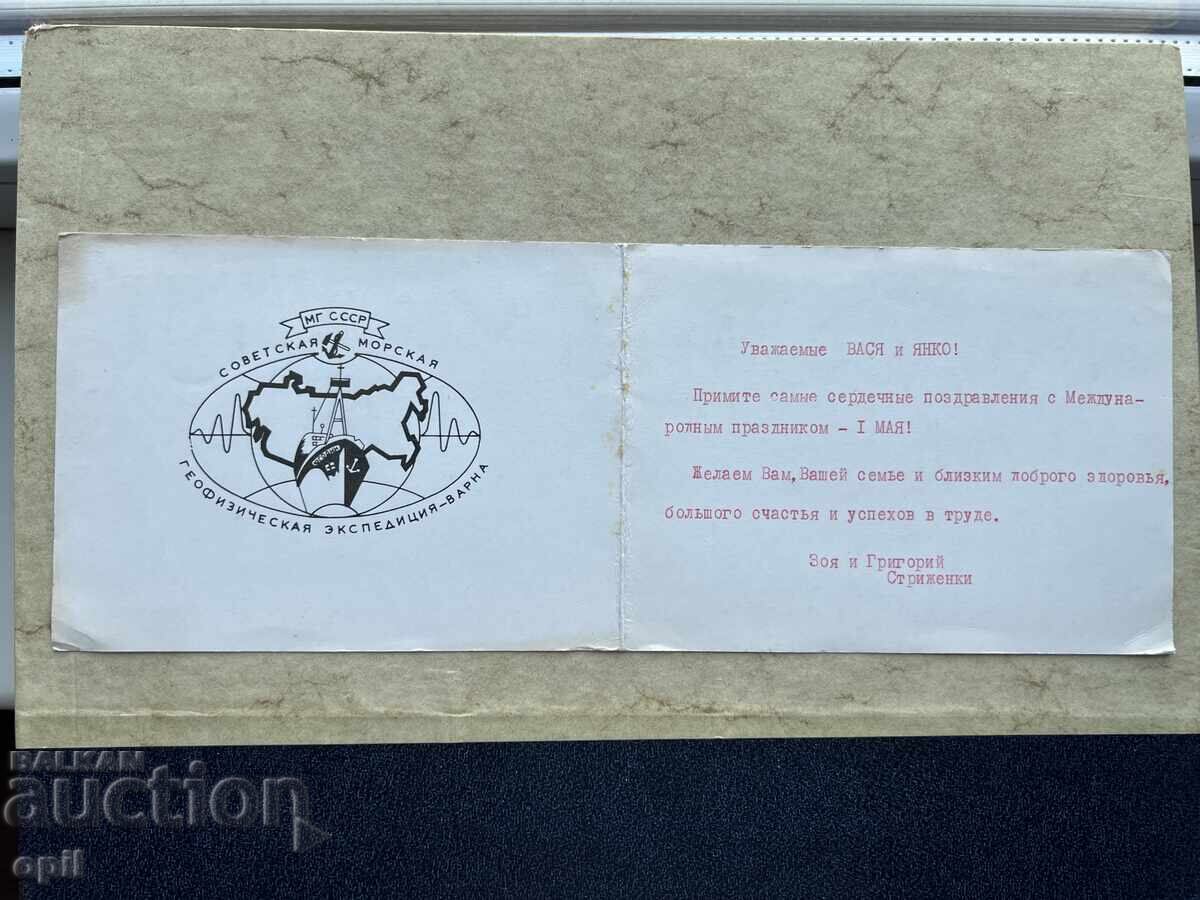 МГ СССР
СОВЕТСКАЯ МОРСКАЯ
ГЕОФИЗИЧЕСКАЯ ЭКСПЕДИЦИЯ-ВАРНА
Уважаемые ВАСЯ и ЯНКО!
Примите самые сердечные поздравления с Междуна-
родным праздником – I МАЯ!
Желаем Вам, Вашей семье и близким доброго здоровья,
большого счастья и успехов в труде.
Зоя и Григорий
Стриженки
BALKAN
auction
opil